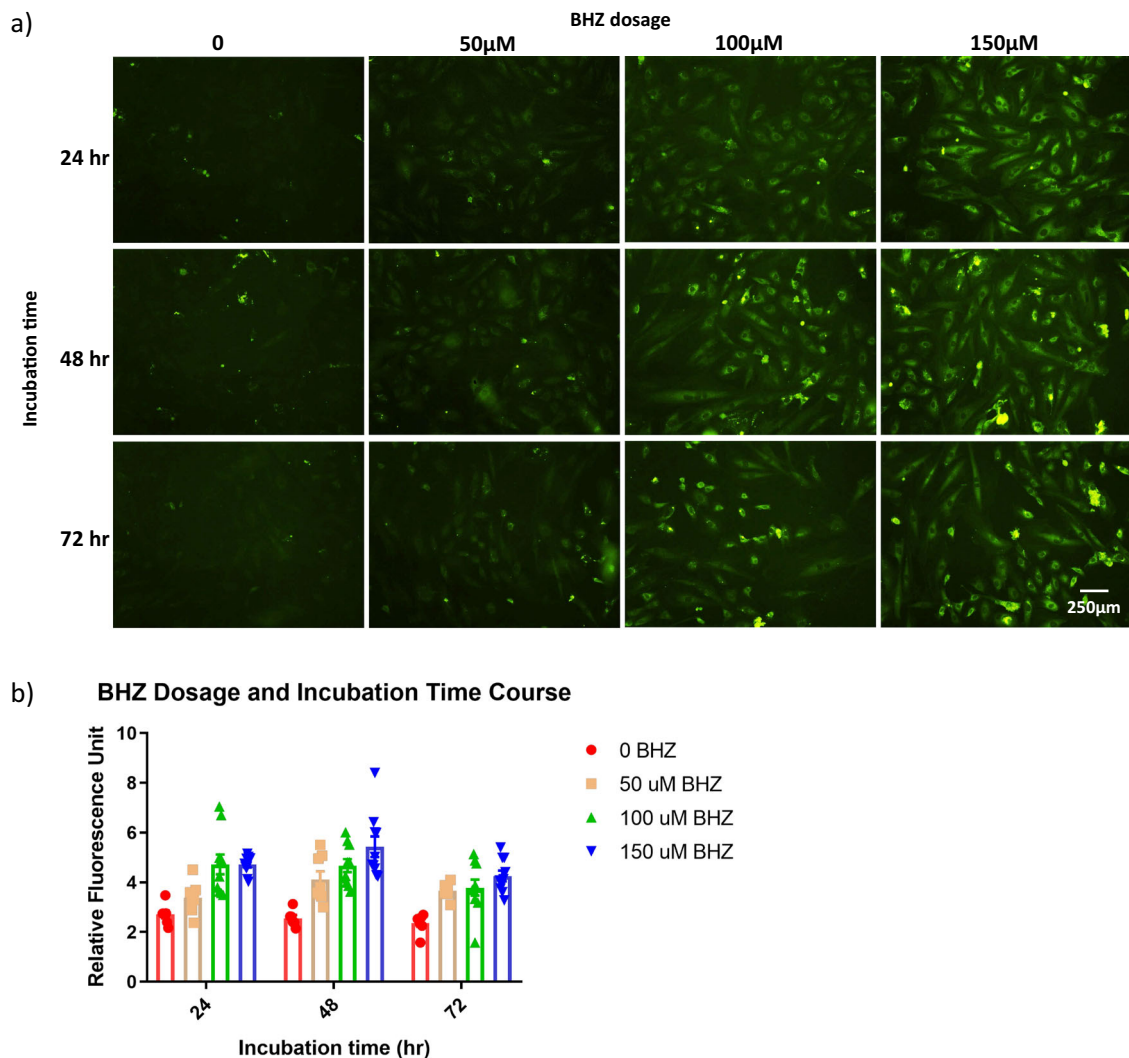 a)
BHZ dosage
0 50µM 100µM 150µM
24 hr
48 hr
72 hr
Incubation time
250µm
b)
BHZ Dosage and Incubation Time Course
Relative Fluorescence Unit
10
8
6
4
2
0
24 48 72
Incubation time (hr)
0 BHZ
50 uM BHZ
100 uM BHZ
150 uM BHZ